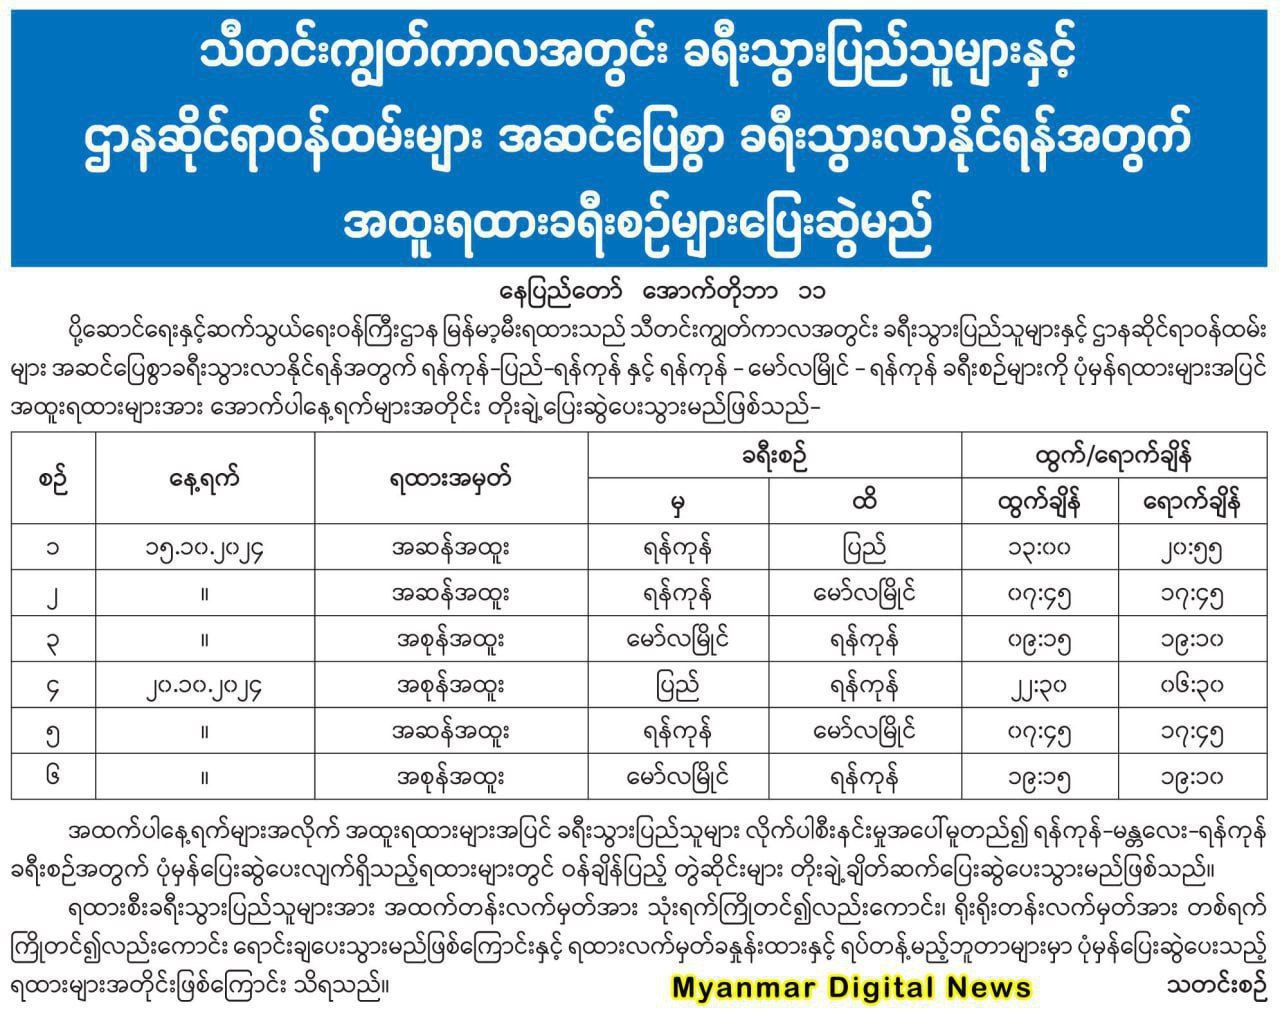 သီတင်းကျွတ်ကာလအတွင်း ခရီးသွားပြည်သူများနှင့်
ဌာနဆိုင်ရာဝန်ထမ်းများ အဆင်ပြေစွာ ခရီးသွားလာနိုင်ရန်အတွက်
အထူးရထားခရီးစဉ်များပြေးဆွဲမည်
နေပြည်တော် အောက်တိုဘာ ၁၁
ပို့ဆောင်ရေးနှင့်ဆက်သွယ်ရေးဝန်ကြီးဌာန မြန်မာ့မီးရထားသည် သီတင်းကျွတ်ကာလအတွင်း ခရီးသွားပြည်သူများနှင့် ဌာနဆိုင်ရာဝန်ထမ်း
များ အဆင်ပြေစွာခရီးသွားလာနိုင်ရန်အတွက် ရန်ကုန်-ပြည်-ရန်ကုန် နှင့် ရန်ကုန် - မော်လမြိုင် - ရန်ကုန် ခရီးစဉ်များကို ပုံမှန်ရထားများအပြင်
အထူးရထားများအား အောက်ပါနေ့ရက်များအတိုင်း တိုးချဲ့ပြေးဆွဲပေးသွားမည်ဖြစ်သည်-
စဉ် နေ့ရက် ရထားအမှတ် ခရီးစဉ် ထွက်/ရောက်ချိန်
မှ ထိ ထွက်ချိန် ရောက်ချိန်
၁ ၁၅.၁၀.၂၀၂၄ အဆန်အထူး ရန်ကုန် ပြည် ၁၃:၀၀ ၂၀:၅၅
၂ ။ အဆန်အထူး ရန်ကုန် မော်လမြိုင် ၀၇:၄၅ ၁၇:၄၅
၃ ။ အစုန်အထူး မော်လမြိုင် ရန်ကုန် ၀၉:၁၅ ၁၉:၁၀
၄ ၂၀.၁၀.၂၀၂၄ အစုန်အထူး ပြည် ရန်ကုန် ၂၂:၃၀ ၀၆:၃၀
၅ ။ အဆန်အထူး ရန်ကုန် မော်လမြိုင် ၀၇:၄၅ ၁၇:၄၅
၆ ။ အစုန်အထူး မော်လမြိုင် ရန်ကုန် ၁၉:၁၅ ၁၉:၁၀
အထက်ပါနေ့ရက်များအလိုက် အထူးရထားများအပြင် ခရီးသွားပြည်သူများ လိုက်ပါစီးနင်းမှုအပေါ်မူတည်၍ ရန်ကုန်-မန္တလေး-ရန်ကုန်
ခရီးစဉ်အတွက် ပုံမှန်ပြေးဆွဲပေးလျက်ရှိသည့်ရထားများတွင် ဝန်ချိန်ပြည့် တွဲဆိုင်းများ တိုးချဲ့ချိတ်ဆက်ပြေးဆွဲပေးသွားမည်ဖြစ်သည်။
ရထားစီးခရီးသွားပြည်သူများအား အထက်တန်းလက်မှတ်အား သုံးရက်ကြိုတင်၍လည်းကောင်း၊ ရိုးရိုးတန်းလက်မှတ်အား တစ်ရက်
ကြိုတင်၍လည်းကောင်း ရောင်းချပေးသွားမည်ဖြစ်ကြောင်းနှင့် ရထားလက်မှတ်ခနှုန်းထားနှင့် ရပ်တန့်မည့်ဘူတာများမှာ ပုံမှန်ပြေးဆွဲပေးသည့်
ရထားများအတိုင်းဖြစ်ကြောင်း သိရသည်။ သတင်းစဉ်
Myanmar Digital News